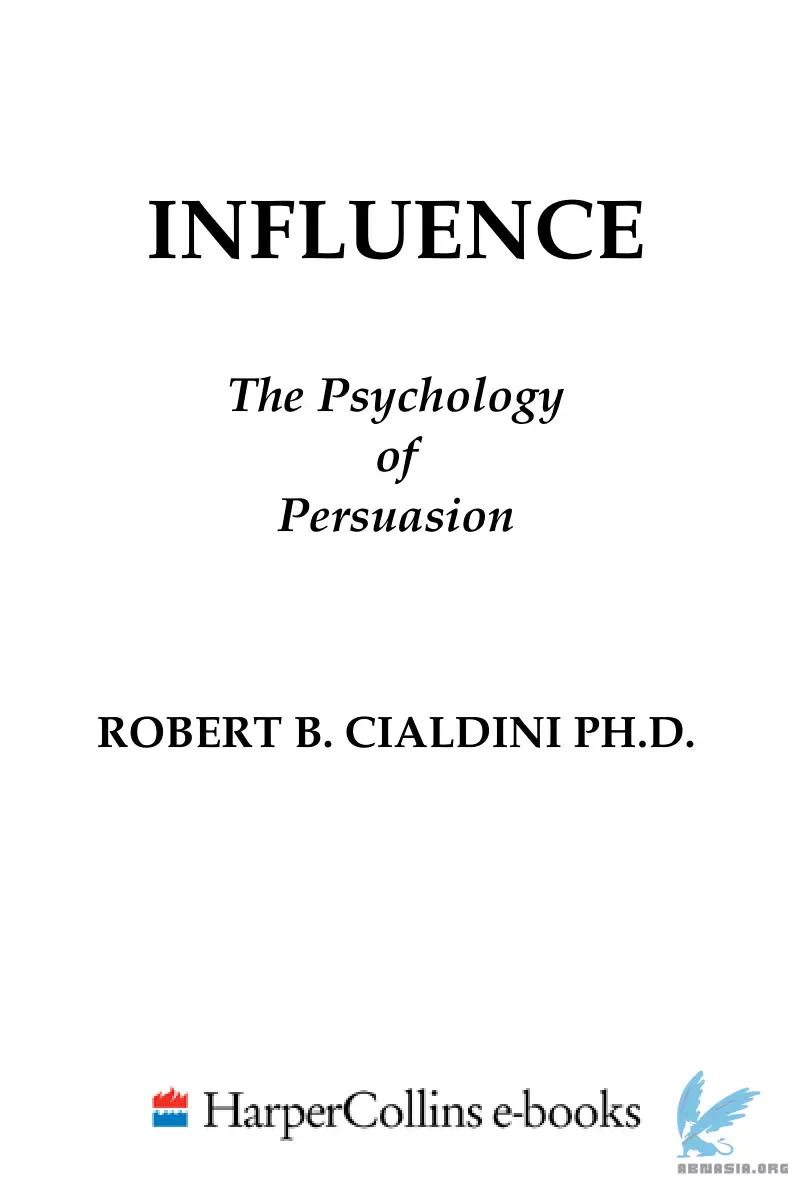 INFLUENCE
The Psychology
of
Persuasion
ROBERT B. CIALDINI PH.D.
HarperCollins e-books
ABNASIA.ORG